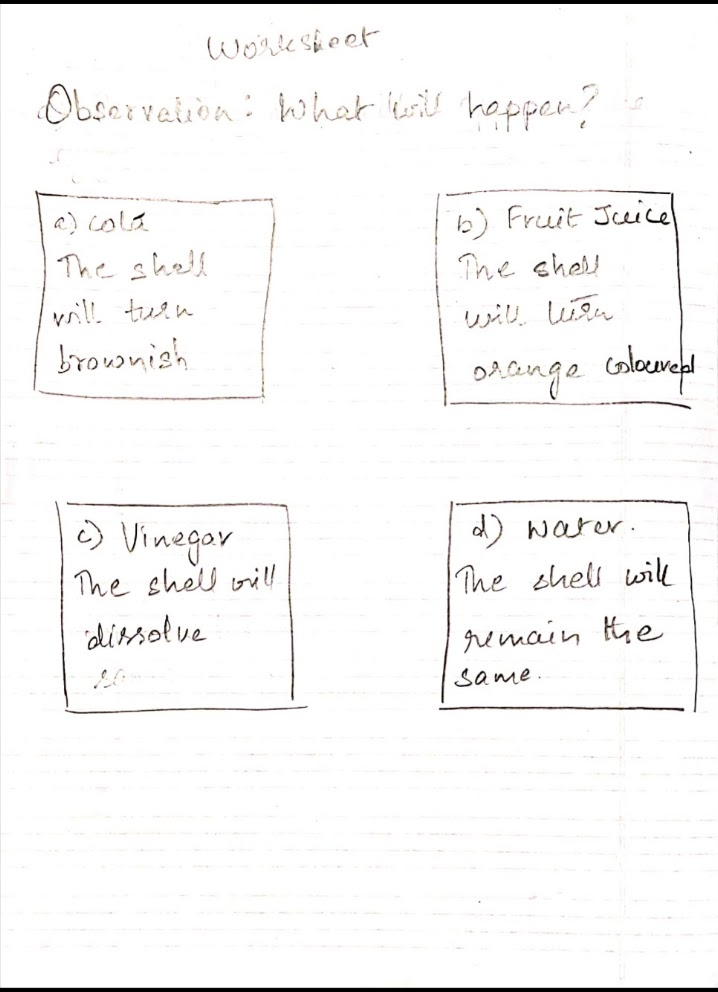 Worksheet
Observation: What will happen?
a) cola
The shell
will turn
brownish
b) Fruit Juice
The shell
will turn
orange coloured
c) Vinegar
The shell will
dissolve
d) Water.
The shell will
remain the
same.